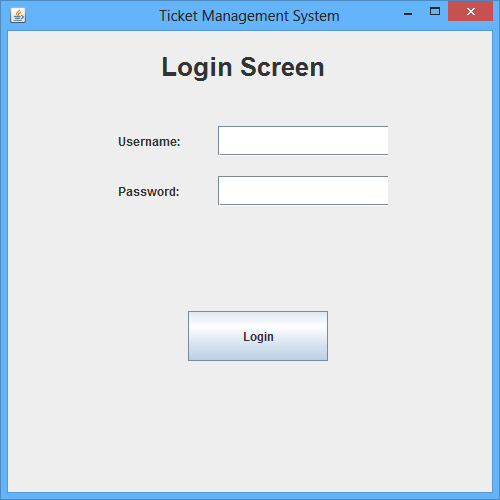 Ticket Management System
Login Screen
Username:
Password:
Login